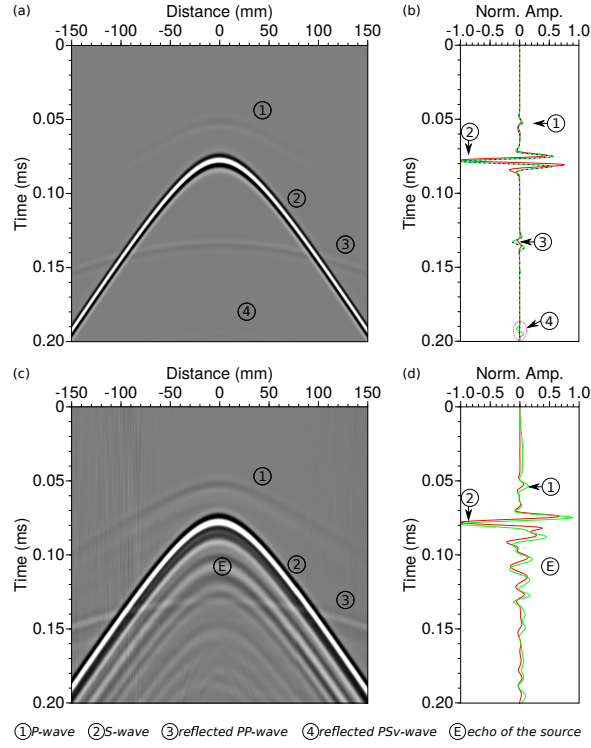 (a) Distance (mm) (b) Norm. Amp.
-150 -100 -50 0 50 100 150 -1.0 -0.5 0 0.5 1.0
0 0
0.05 0.05
0.10 0.10
0.15 0.15
0.20 0.20
Time (ms) Time (ms)
1 2 3 4
1 2 3 4
(c) Distance (mm) (d) Norm. Amp.
-150 -100 -50 0 50 100 150 -1.0 -0.5 0 0.5 1.0
0 0
0.05 0.05
0.10 0.10
0.15 0.15
0.20 0.20
Time (ms) Time (ms)
1 2 E 3
1 2 E
1 P-wave 2 S-wave 3 reflected PP-wave 4 reflected PSv-wave E echo of the source